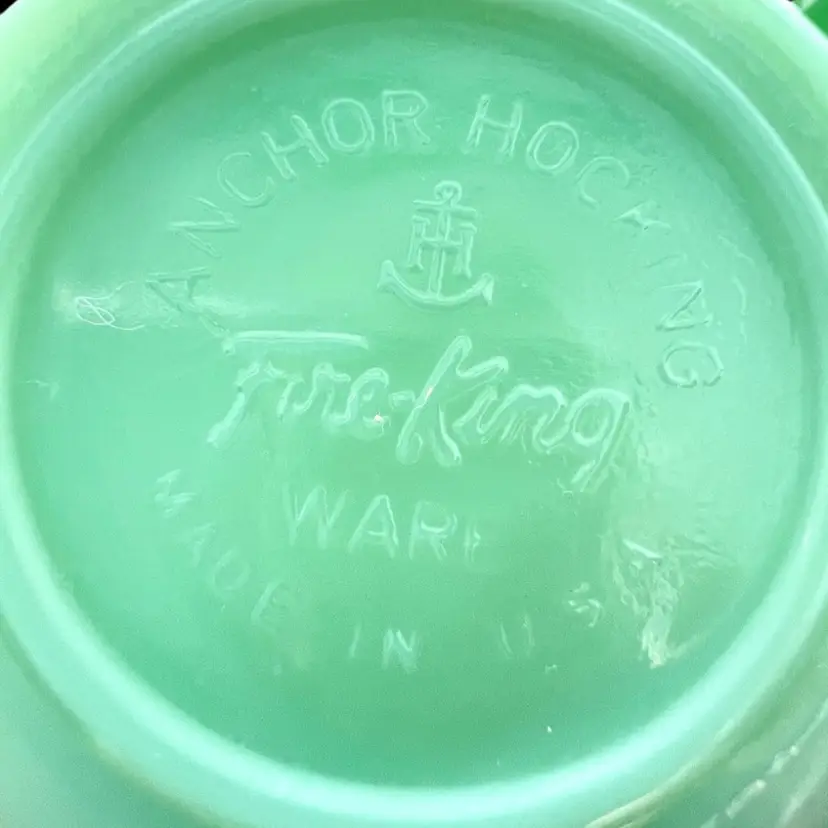 ANCHOR HOCKING
Fire-King
WARE
MADE IN U.S